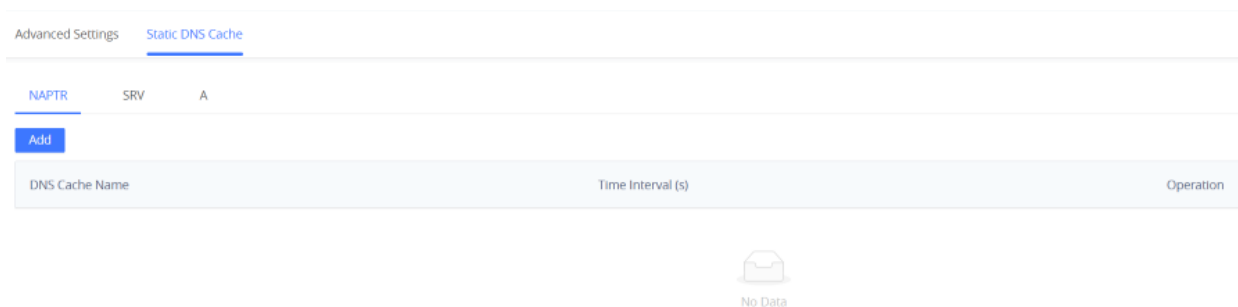 Advanced Settings Static DNS Cache
NAPTR SRV A
Add
DNS Cache Name Time Interval (s) Operation
No Data